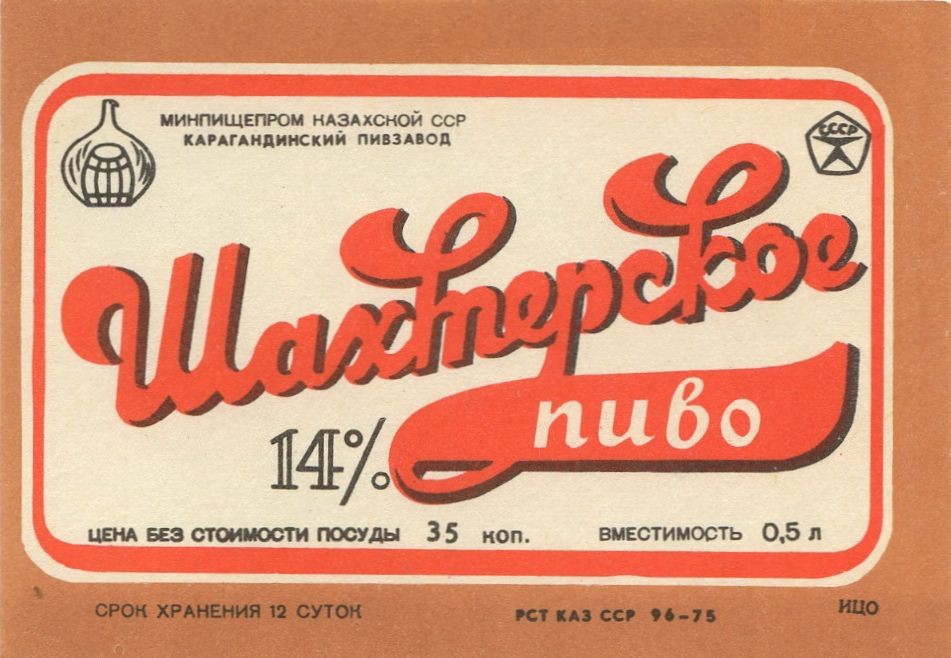 МИНПИЩЕПРОМ КАЗАХСКОЙ ССР
КАРАГАНДИНСКИЙ ПИВЗАВОД
СССР
Шахтерское
пиво
14%
ЦЕНА БЕЗ СТОИМОСТИ ПОСУДЫ 35 коп. ВМЕСТИМОСТЬ 0,5 л
СРОК ХРАНЕНИЯ 12 СУТОК РСТ КАЗ ССР 96-75 ИЦО